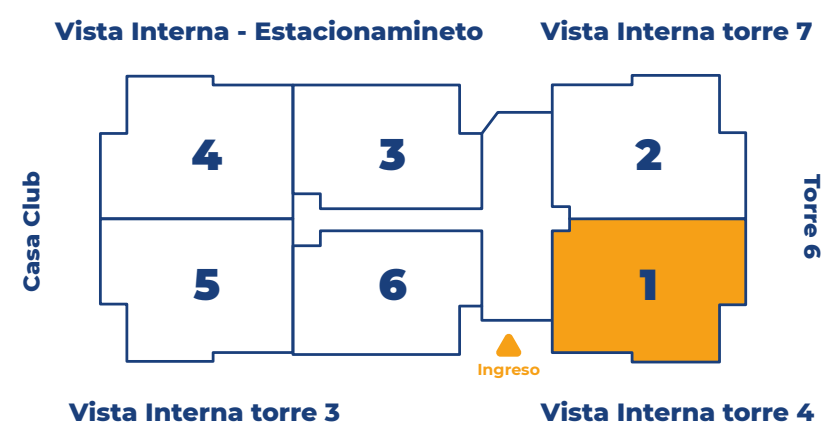 Vista Interna - Estacionamineto
Vista Interna torre 7
4
3
2
Casa Club
Torre 6
5
6
1
Ingreso
Vista Interna torre 3
Vista Interna torre 4